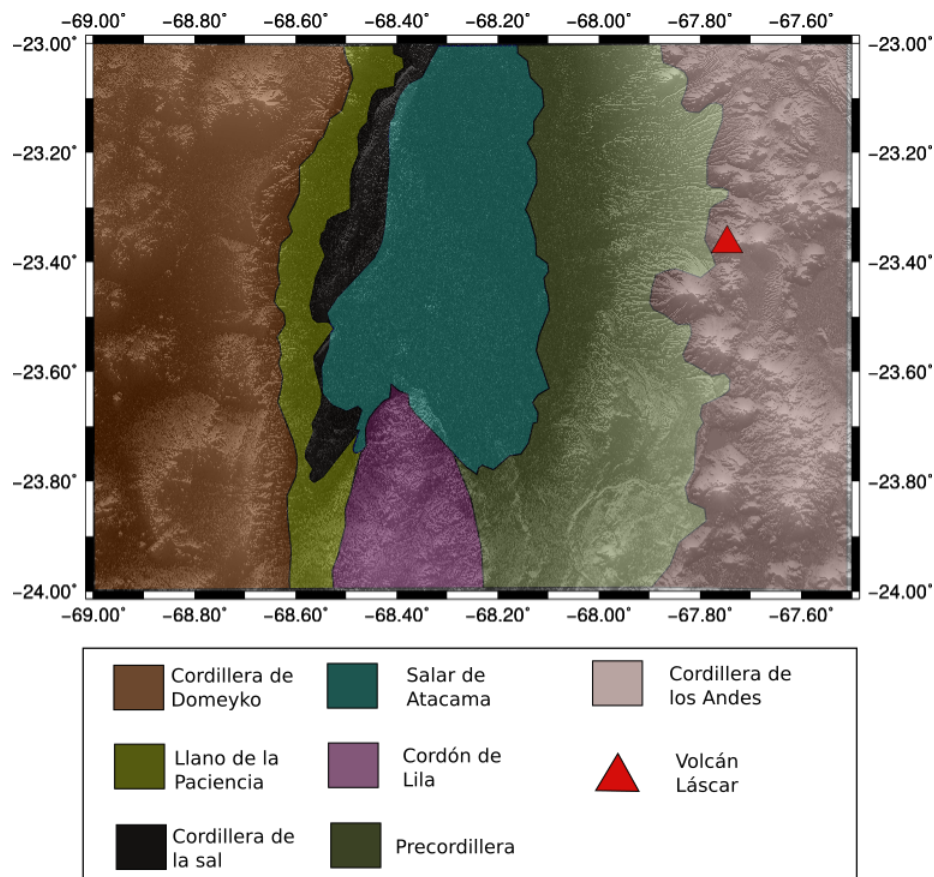 −69.00˚ −68.80˚ −68.60˚ −68.40˚ −68.20˚ −68.00˚ −67.80˚ −67.60˚
−23.00˚ −23.00˚
−23.20˚ −23.20˚
−23.40˚ −23.40˚
−23.60˚ −23.60˚
−23.80˚ −23.80˚
−24.00˚ −24.00˚
−69.00˚ −68.80˚ −68.60˚ −68.40˚ −68.20˚ −68.00˚ −67.80˚ −67.60˚
Cordillera de
Domeyko
Llano de la
Paciencia
Cordillera de
la sal
Salar de
Atacama
Cordón de
Lila
Precordillera
Cordillera de
los Andes
Volcán
Láscar